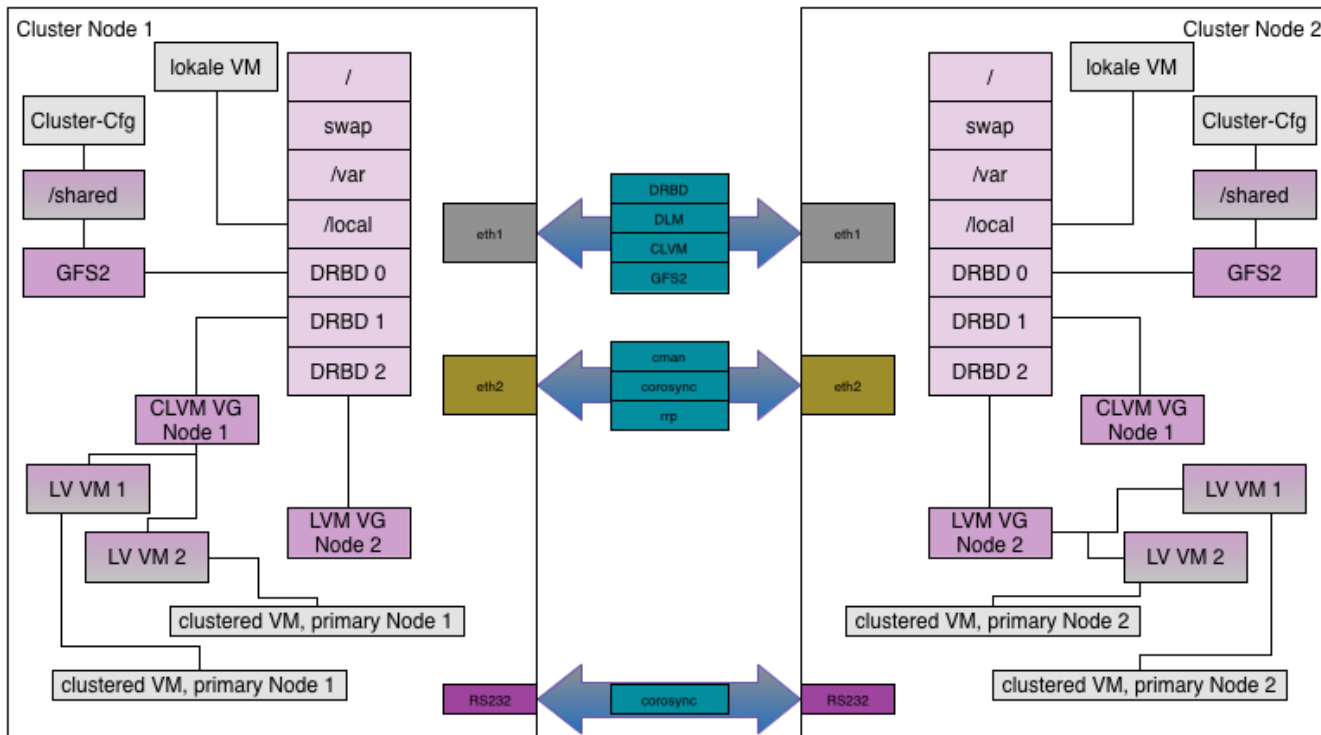 Cluster Node 1
lokale VM
Cluster-Cfg
/shared
GFS2
/
swap
/var
/local
DRBD 0
DRBD 1
DRBD 2
CLVM VG
Node 1
LV VM 1
LV VM 2
LVM VG
Node 2
clustered VM, primary Node 1
clustered VM, primary Node 1
eth1
eth2
RS232
DRBD
DLM
CLVM
GFS2
cman
corosync
rrp
corosync
eth1
eth2
RS232
Cluster Node 2
/
swap
/var
/local
DRBD 0
DRBD 1
DRBD 2
lokale VM
Cluster-Cfg
/shared
GFS2
CLVM VG
Node 1
LVM VG
Node 2
LV VM 1
LV VM 2
clustered VM, primary Node 2
clustered VM, primary Node 2